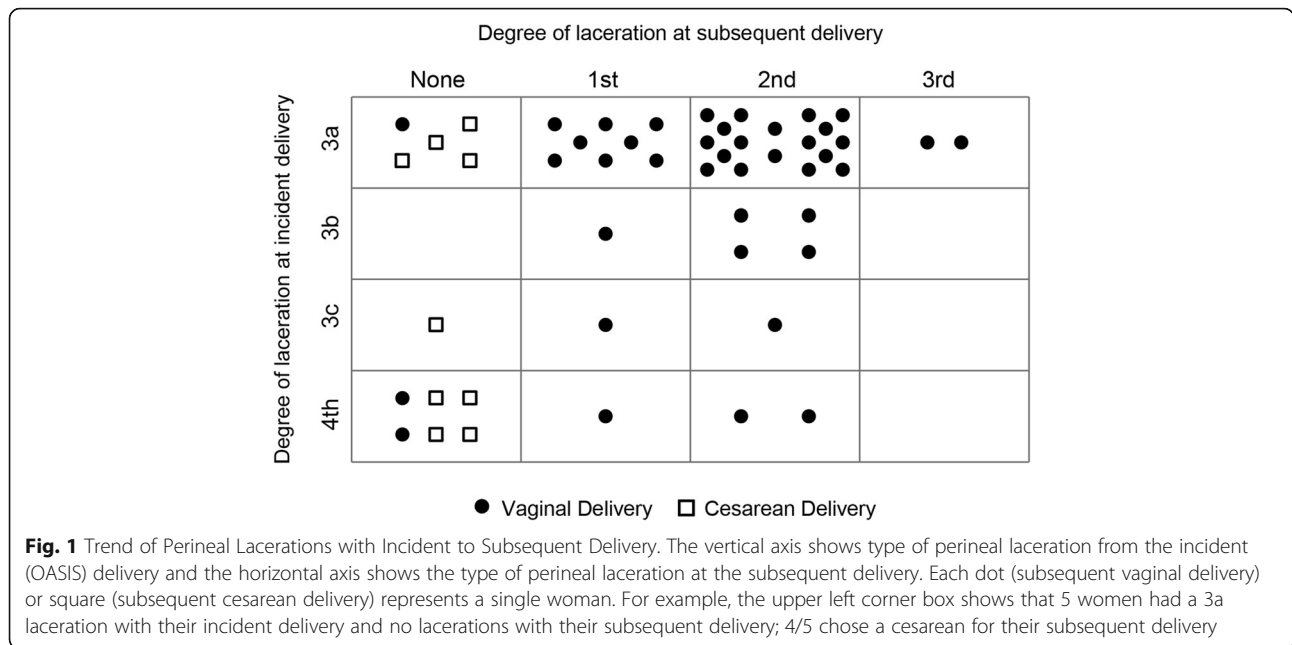 Degree of laceration at subsequent delivery
None 1st 2nd 3rd
Degree of laceration at incident delivery
3a
3b
3c
4th
Vaginal Delivery Cesarean Delivery
Fig. 1 Trend of Perineal Lacerations with Incident to Subsequent Delivery. The vertical axis shows type of perineal laceration from the incident
(OASIS) delivery and the horizontal axis shows the type of perineal laceration at the subsequent delivery. Each dot (subsequent vaginal delivery)
or square (subsequent cesarean delivery) represents a single woman. For example, the upper left corner box shows that 5 women had a 3a
laceration with their incident delivery and no lacerations with their subsequent delivery; 4/5 chose a cesarean for their subsequent delivery